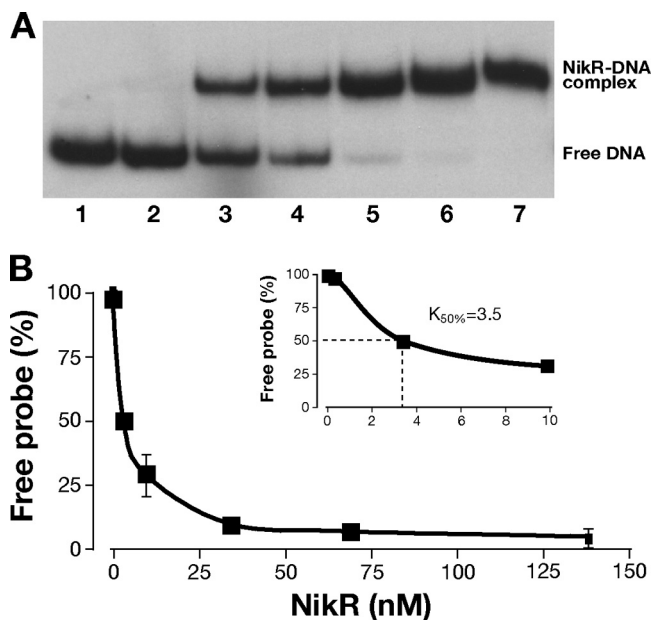 A
NikR-DNA
complex
Free DNA
1 2 3 4 5 6 7
B
Free probe (%)
100
75
50
25
0
0 25 50 75 100 125 150
NikR (nM)
Free probe (%)
100
75
50
25
0
K50%=3.5
0 2 4 6 8 10